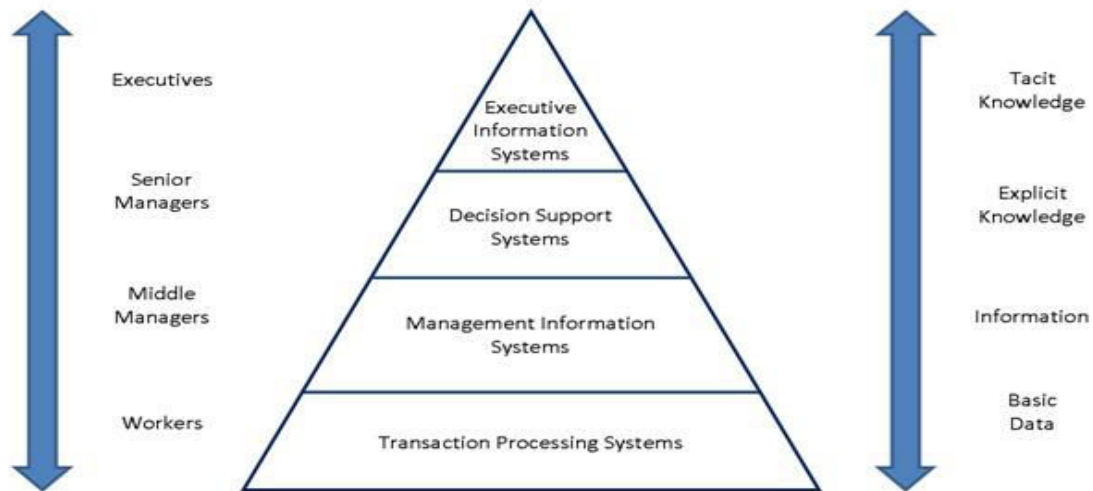 Executives
Senior
Managers
Middle
Managers
Workers
Executive
Information
Systems
Decision Support
Systems
Management Information
Systems
Transaction Processing Systems
Tacit
Knowledge
Explicit
Knowledge
Information
Basic
Data